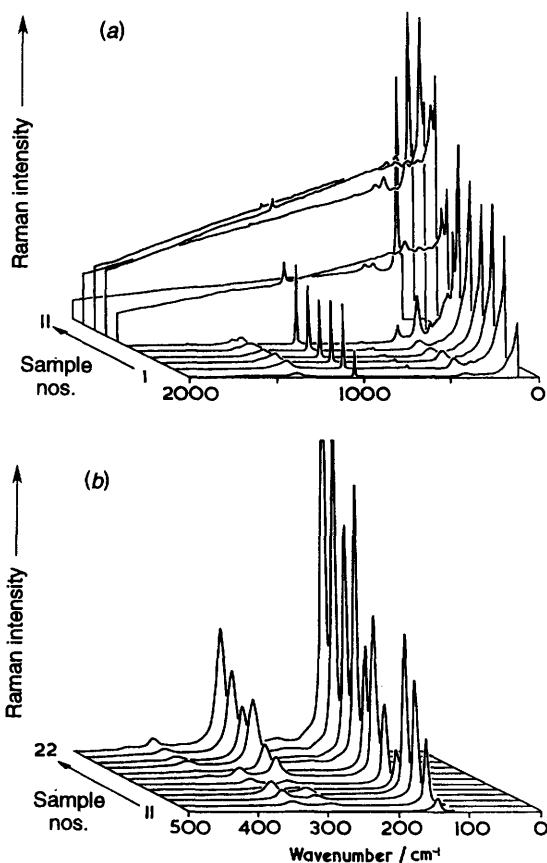 (a)
Raman intensity
II
I
Sample
nos.
2000
1000
0
(b)
Raman intensity
22
II
Sample
nos.
500
400
300
200
100
0
Wavenumber / cm⁻¹